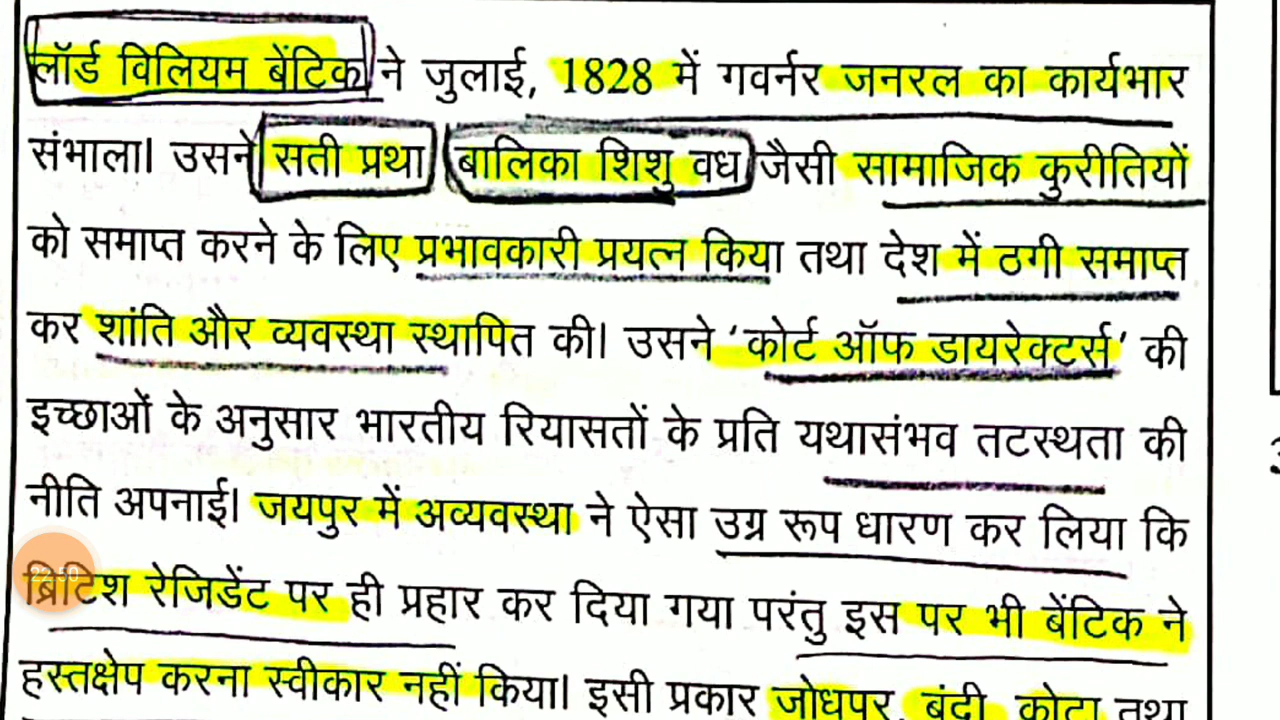 लॉर्ड विलियम बेंटिक ने जुलाई, 1828 में गवर्नर जनरल का कार्यभार
संभाला। उसने सती प्रथा बालिका शिशु वध जैसी सामाजिक कुरीतियों
को समाप्त करने के लिए प्रभावकारी प्रयत्न किया तथा देश में ठगी समाप्त
कर शांति और व्यवस्था स्थापित की। उसने ‘कोर्ट ऑफ डायरेक्टर्स’ की
इच्छाओं के अनुसार भारतीय रियासतों के प्रति यथासंभव तटस्थता की
नीति अपनाई। जयपुर में अव्यवस्था ने ऐसा उग्र रूप धारण कर लिया कि
22:50
ब्रिटिश रेजिडेंट पर ही प्रहार कर दिया गया परंतु इस पर भी बेंटिक ने
हस्तक्षेप करना स्वीकार नहीं किया। इसी प्रकार जोधपुर, बूंदी, कोटा तथा